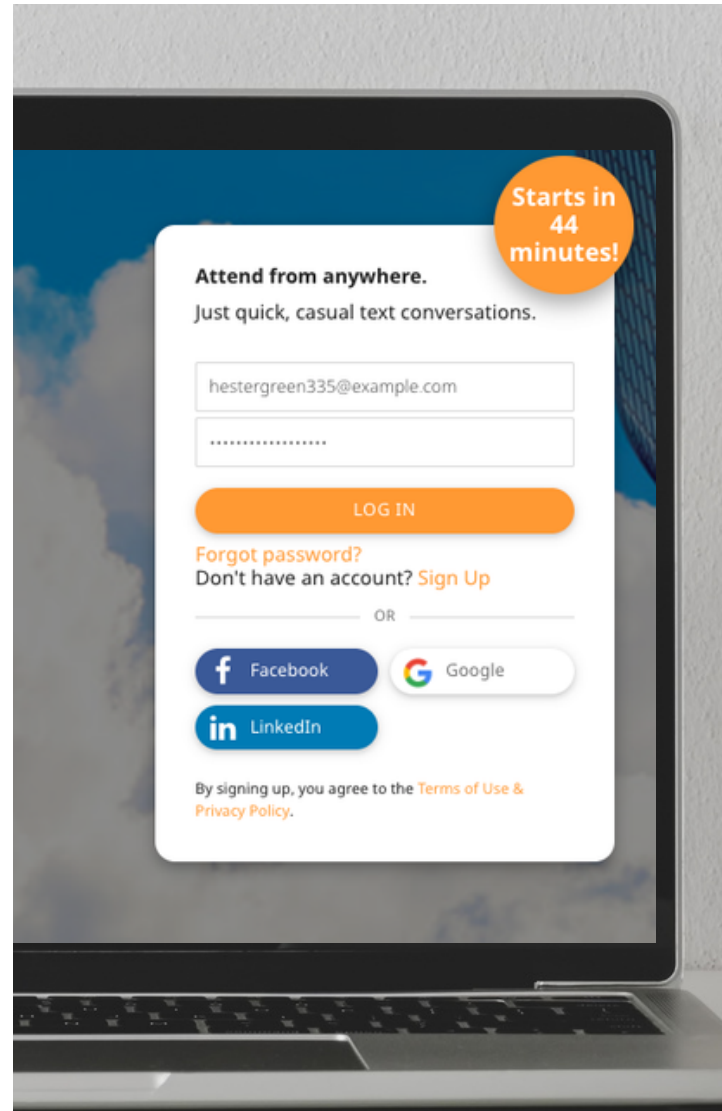 Starts in
44
minutes!
Attend from anywhere.
Just quick, casual text conversations.
hestergreen335@example.com
••••••••••••••••••
LOG IN
Forgot password?
Don't have an account? Sign Up
OR
f Facebook
G Google
in LinkedIn
By signing up, you agree to the Terms of Use &
Privacy Policy.